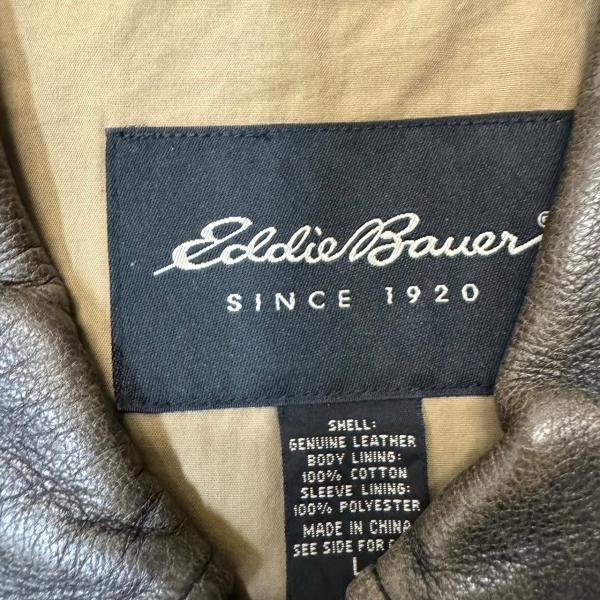 Eddie Bauer®
SINCE 1920
SHELL:
GENUINE LEATHER
BODY LINING:
100% COTTON
SLEEVE LINING:
100% POLYESTER
MADE IN CHINA
SEE SIDE FOR
L